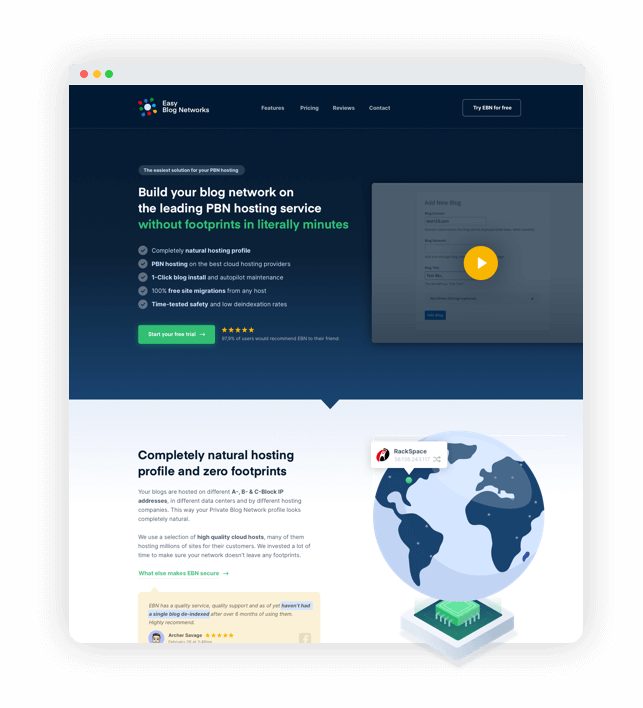 Easy
Blog Networks
Features
Pricing
Reviews
Contact
Try EBN for free
The easiest solution for your PBN hosting
Build your blog network on
the leading PBN hosting service
without footprints in literally minutes
Completely natural hosting profile
PBN hosting on the best cloud hosting providers
1-Click blog install and autopilot maintenance
100% free site migrations from any host
Time-tested safety and low deindexation rates
Start your free trial →
97,9% of users would recommend EBN to their friend.
Add New Blog
Completely natural hosting
profile and zero footprints
Your blogs are hosted on different A-, B- & C-Block IP
addresses, in different data centers and by different hosting
companies. This way your Private Blog Network profile looks
completely natural.
We use a selection of high quality cloud hosts, many of them
hosting millions of sites for their customers. We invested a lot of
time to make sure your network doesn't leave any footprints.
What else makes EBN secure →
RackSpace
EBN has a quality service, quality support and as of yet haven't had
a single blog de-indexed after over 6 months of using them.
Highly recommend.
Archer Savage